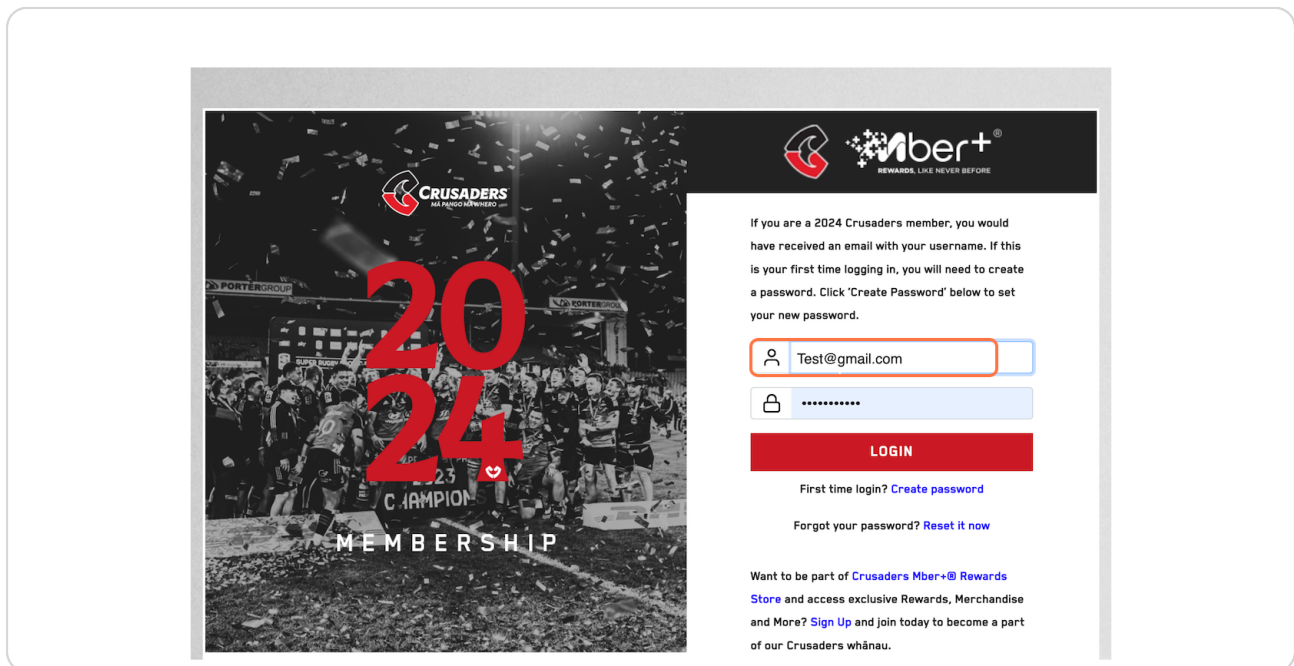 CRUSADERS
MĀ PANGO MĀ WHERO
PORTERGROUP
PORTERGROUP
SUPER RUGBY
2024
2023
CHAMPION
MEMBERSHIP
Mber+®
REWARDS, LIKE NEVER BEFORE
If you are a 2024 Crusaders member, you would
have received an email with your username. If this
is your first time logging in, you will need to create
a password. Click 'Create Password' below to set
your new password.
Test@gmail.com
LOGIN
First time login? Create password
Forgot your password? Reset it now
Want to be part of Crusaders Mber+® Rewards
Store and access exclusive Rewards, Merchandise
and More? Sign Up and join today to become a part
of our Crusaders whānau.